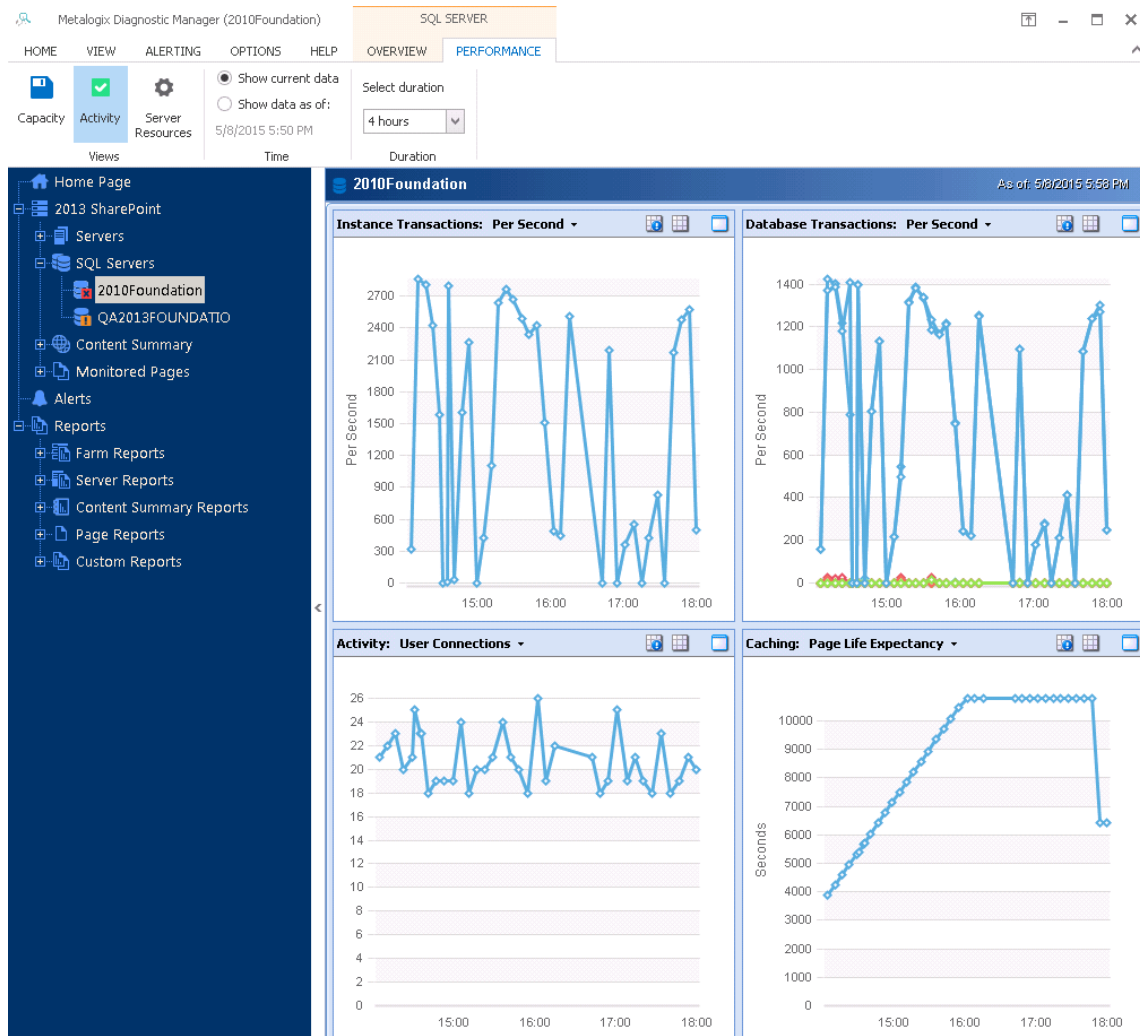 Metalogix Diagnostic Manager (2010Foundation)
SQL SERVER
HOME VIEW ALERTING OPTIONS HELP OVERVIEW PERFORMANCE
Capacity
Activity
Server
Resources
Views
Show current data
Show data as of:
5/8/2015 5:50 PM
Time
Select duration
4 hours
Duration
Home Page
2013 SharePoint
Servers
SQL Servers
2010Foundation
QA2013FOUNDATIO
Content Summary
Monitored Pages
Alerts
Reports
Farm Reports
Server Reports
Content Summary Reports
Page Reports
Custom Reports
2010Foundation
As of: 5/8/2015 5:58 PM
Instance Transactions: Per Second
Per Second
2700
2400
2100
1800
1500
1200
900
600
300
0
15:00 16:00 17:00 18:00
Database Transactions: Per Second
Per Second
1400
1200
1000
800
600
400
200
0
15:00 16:00 17:00 18:00
Activity: User Connections
26
24
22
20
18
16
14
12
10
8
6
4
2
0
15:00 16:00 17:00 18:00
Caching: Page Life Expectancy
Seconds
10000
9000
8000
7000
6000
5000
4000
3000
2000
1000
0
15:00 16:00 17:00 18:00